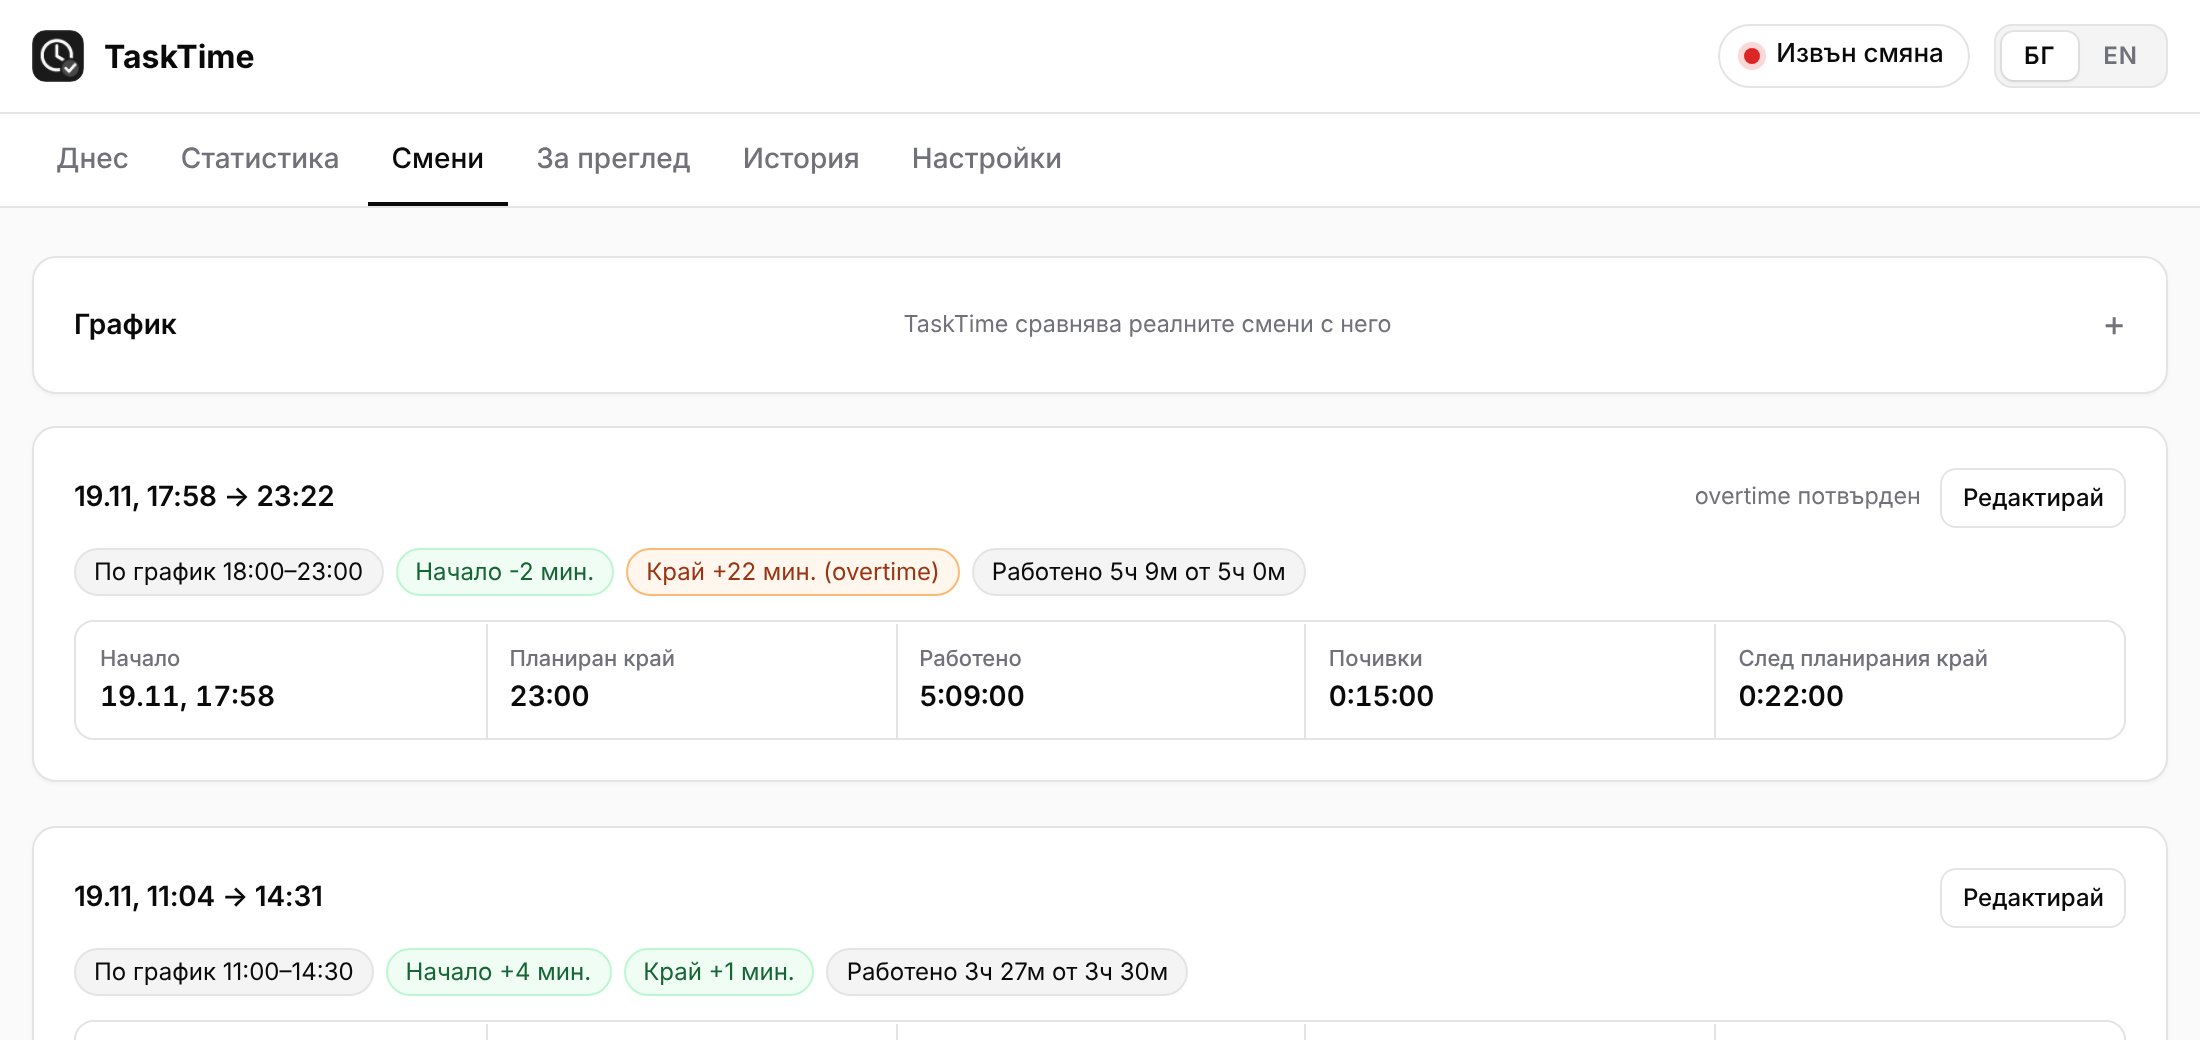 TaskTime
Извън смяна
БГ EN
Днес Статистика Смени За преглед История Настройки
График TaskTime сравнява реалните смени с него +
19.11, 17:58 → 23:22 overtime потвърден Редактирай
По график 18:00–23:00 Начало -2 мин. Край +22 мин. (overtime) Работено 5ч 9м от 5ч 0м
Начало Планиран край Работено Почивки След планирания край
19.11, 17:58 23:00 5:09:00 0:15:00 0:22:00
19.11, 11:04 → 14:31 Редактирай
По график 11:00–14:30 Начало +4 мин. Край +1 мин. Работено 3ч 27м от 3ч 30м